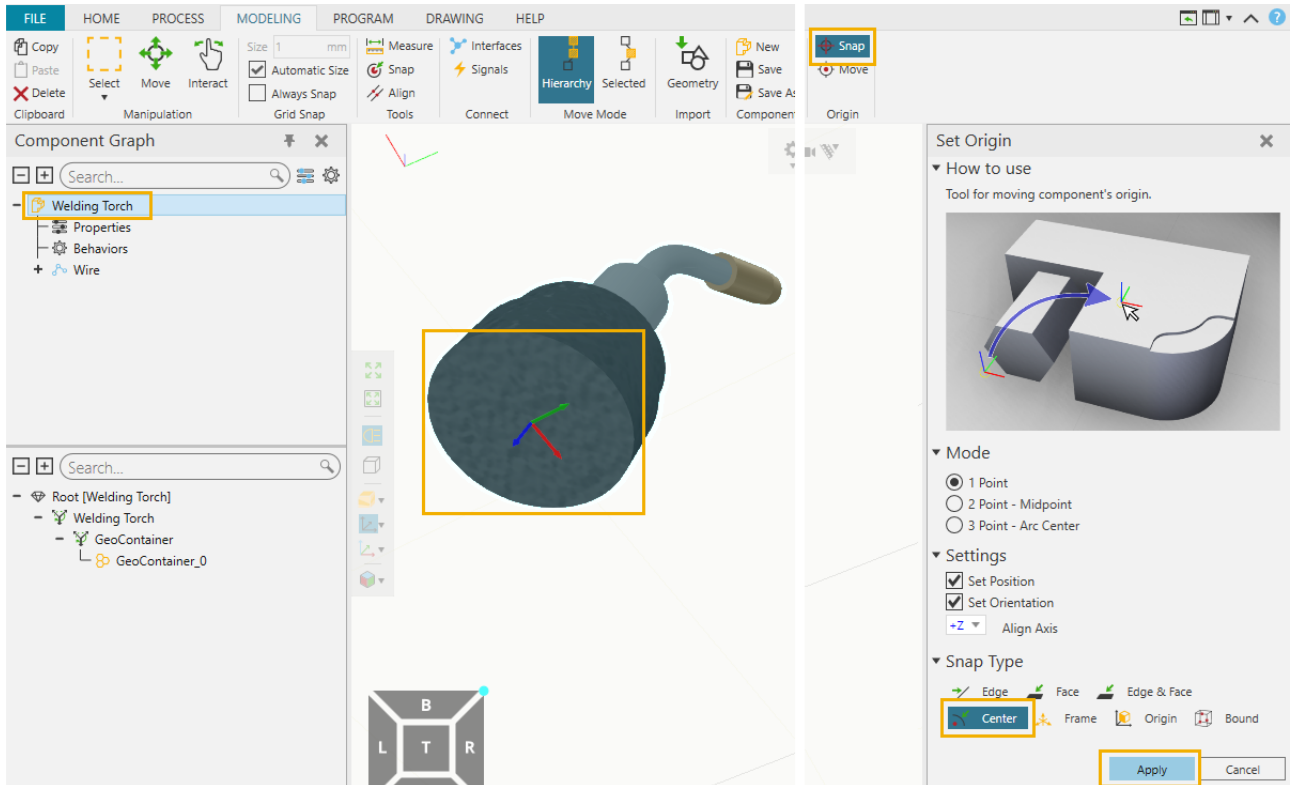 FILE HOME PROCESS MODELING PROGRAM DRAWING HELP
Copy
Paste
Delete
Clipboard
Select
Move
Interact
Manipulation
Size 1 mm
Automatic Size
Always Snap
Grid Snap
Measure
Snap
Align
Tools
Interfaces
Signals
Connect
Hierarchy
Selected
Move Mode
Geometry
Import
New
Save
Save As
Component
Snap
Move
Origin
Component Graph
Search...
Welding Torch
Properties
Behaviors
Wire
Search...
Root [Welding Torch]
Welding Torch
GeoContainer
GeoContainer_0
B
L T R
Set Origin
How to use
Tool for moving component's origin.
Mode
1 Point
2 Point - Midpoint
3 Point - Arc Center
Settings
Set Position
Set Orientation
+Z Align Axis
Snap Type
Edge Face Edge & Face
Center Frame Origin Bound
Apply Cancel